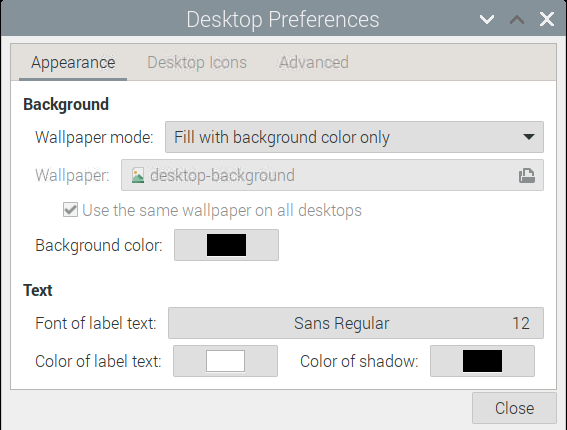 Desktop Preferences
Appearance Desktop Icons Advanced
Background
Wallpaper mode: Fill with background color only
Wallpaper: desktop-background
Use the same wallpaper on all desktops
Background color:
Text
Font of label text: Sans Regular 12
Color of label text: Color of shadow:
Close